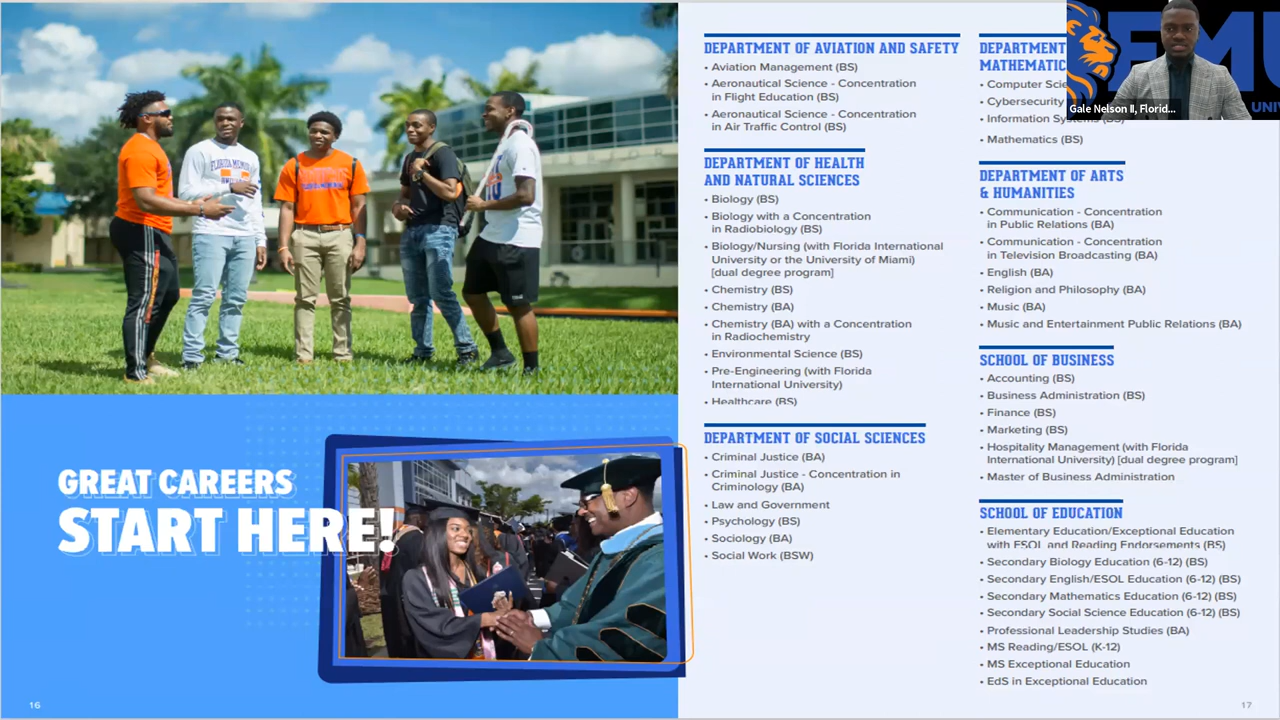 FLORIDA MEMORIAL
GREAT CAREERS
START HERE!
16
DEPARTMENT OF AVIATION AND SAFETY
• Aviation Management (BS)
• Aeronautical Science - Concentration
in Flight Education (BS)
• Aeronautical Science - Concentration
in Air Traffic Control (BS)
DEPARTMENT OF HEALTH
AND NATURAL SCIENCES
• Biology (BS)
• Biology with a Concentration
in Radiobiology (BS)
• Biology/Nursing (with Florida International
University or the University of Miami)
[dual degree program]
• Chemistry (BS)
• Chemistry (BA)
• Chemistry (BA) with a Concentration
in Radiochemistry
• Environmental Science (BS)
• Pre-Engineering (with Florida
International University)
• Healthcare (BS)
DEPARTMENT OF SOCIAL SCIENCES
• Criminal Justice (BA)
• Criminal Justice - Concentration in
Criminology (BA)
• Law and Government
• Psychology (BS)
• Sociology (BA)
• Social Work (BSW)
DEPARTMENT
MATHEMATIC
• Computer Scie
• Cybersecurity
• Information Systems (BS)
• Mathematics (BS)
DEPARTMENT OF ARTS
& HUMANITIES
• Communication - Concentration
in Public Relations (BA)
• Communication - Concentration
in Television Broadcasting (BA)
• English (BA)
• Religion and Philosophy (BA)
• Music (BA)
• Music and Entertainment Public Relations (BA)
SCHOOL OF BUSINESS
• Accounting (BS)
• Business Administration (BS)
• Finance (BS)
• Marketing (BS)
• Hospitality Management (with Florida
International University) [dual degree program]
• Master of Business Administration
SCHOOL OF EDUCATION
• Elementary Education/Exceptional Education
with ESOL and Reading Endorsements (BS)
• Secondary Biology Education (6-12) (BS)
• Secondary English/ESOL Education (6-12) (BS)
• Secondary Mathematics Education (6-12) (BS)
• Secondary Social Science Education (6-12) (BS)
• Professional Leadership Studies (BA)
• MS Reading/ESOL (K-12)
• MS Exceptional Education
• EdS in Exceptional Education
17
FMU
UNIV
Gale Nelson II, Florid...